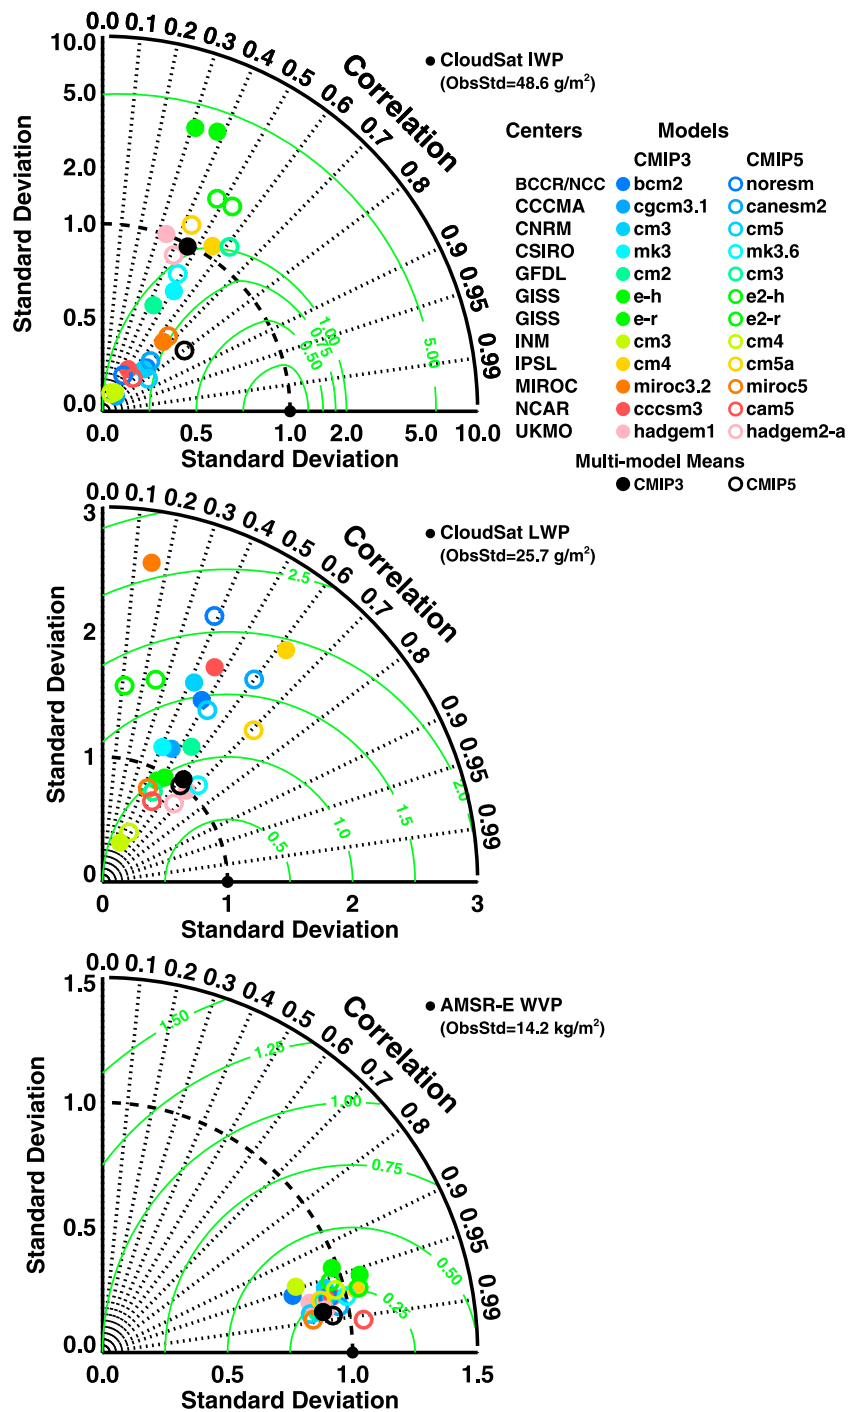 0.0 0.1 0.2 0.3 0.4 0.5 0.6 0.7 0.8 0.9 0.95 0.99
Correlation
CloudSat IWP
(ObsStd=48.6 g/m²)
10.0
5.0
2.0
1.0
0.5
0.0
Standard Deviation
1.00
0.75
0.50
5.00
0.0 0.5 1.0 2.0 5.0 10.0
Standard Deviation
Centers Models
CMIP3 CMIP5
BCCR/NCC bcm2 noresm
CCCMA cgcm3.1 canesm2
CNRM cm3 cm5
CSIRO mk3 mk3.6
GFDL cm2 cm3
GISS e-h e2-h
GISS e-r e2-r
INM cm3 cm4
IPSL cm4 cm5a
MIROC miroc3.2 miroc5
NCAR cccsm3 cam5
UKMO hadgem1 hadgem2-a
Multi-model Means
CMIP3 CMIP5
0.0 0.1 0.2 0.3 0.4 0.5 0.6 0.7 0.8 0.9 0.95 0.99
Correlation
CloudSat LWP
(ObsStd=25.7 g/m²)
3
2
1
0
Standard Deviation
2.5
2.0
1.5
1.0
0.5
0 1 2 3
Standard Deviation
0.0 0.1 0.2 0.3 0.4 0.5 0.6 0.7 0.8 0.9 0.95 0.99
Correlation
AMSR-E WVP
(ObsStd=14.2 kg/m²)
1.5
1.0
0.5
0.0
Standard Deviation
1.50
1.25
1.00
0.75
0.50
0.25
0.0 0.5 1.0 1.5
Standard Deviation